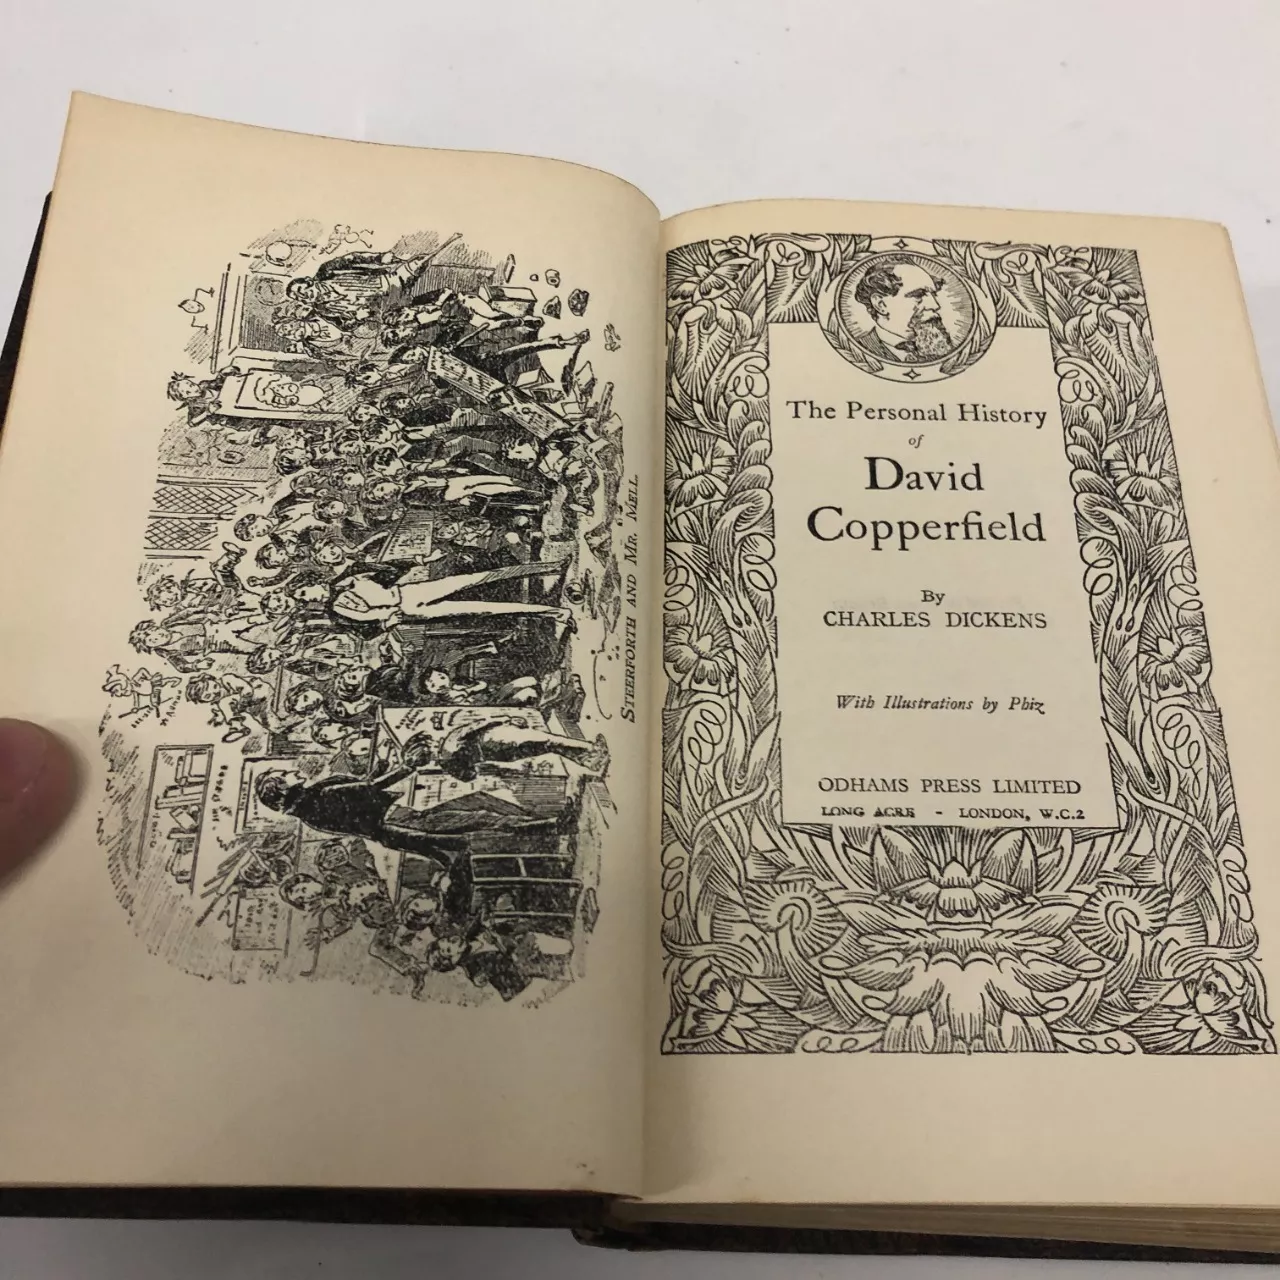 STEERFORTH AND MR. MELL
The Personal History
of
David
Copperfield
By
CHARLES DICKENS
With Illustrations by Phiz
ODHAMS PRESS LIMITED
LONG ACRE - LONDON, W.C.2